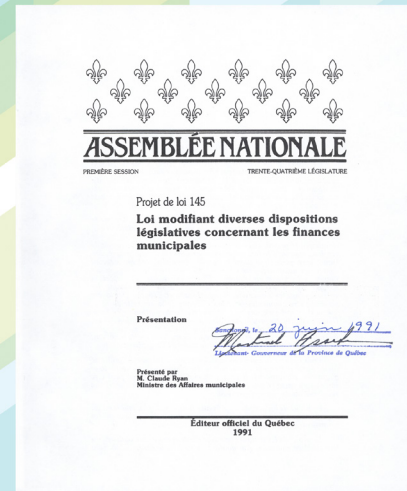 ASSEMBLÉE NATIONALE
PREMIÈRE SESSION TRENTE-QUATRIÈME LÉGISLATURE
Projet de loi 145
Loi modifiant diverses dispositions
législatives concernant les finances
municipales
Présentation
Sanctionné, le 20 juin 1991
Lieutenant-Gouverneur de la Province de Québec
Présenté par
M. Claude Ryan
Ministre des Affaires municipales
Éditeur officiel du Québec
1991